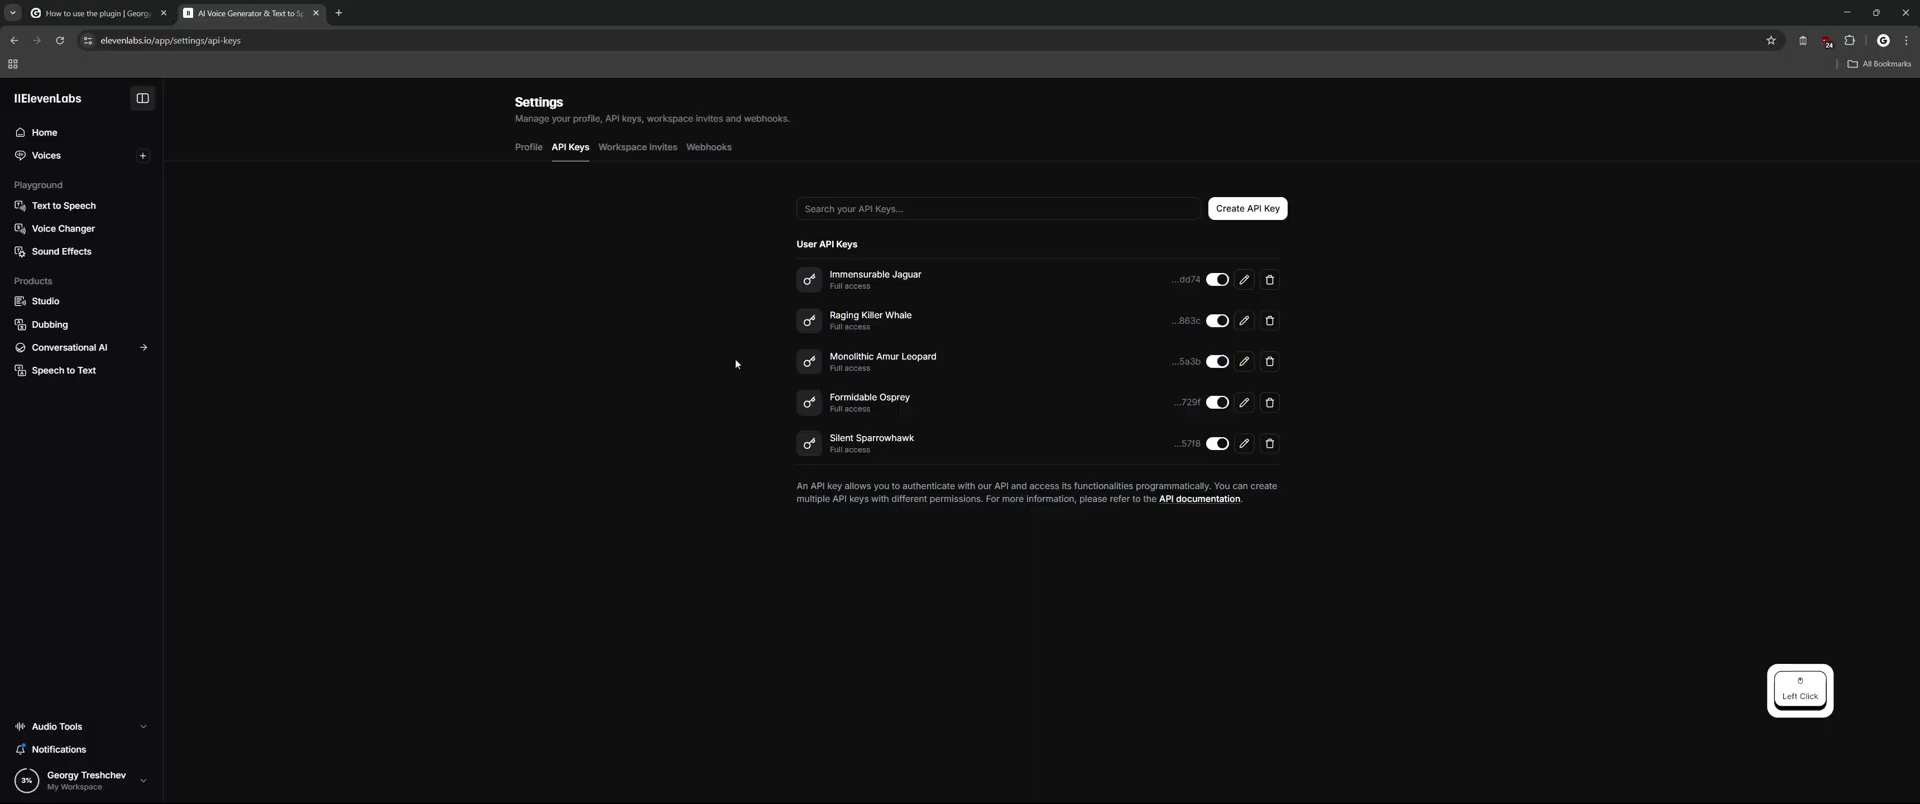 How to use the plugin | Georgy
AI Voice Generator & Text to Sp
elevenlabs.io/app/settings/api-keys
24
All Bookmarks
IIElevenLabs
Home
Voices
Playground
Text to Speech
Voice Changer
Sound Effects
Products
Studio
Dubbing
Conversational AI
Speech to Text
Audio Tools
Notifications
3%
Georgy Treshchev
My Workspace
Settings
Manage your profile, API keys, workspace invites and webhooks.
Profile API Keys Workspace Invites Webhooks
Search your API Keys...
Create API Key
User API Keys
Immensurable Jaguar
Full access
...dd74
Raging Killer Whale
Full access
...863c
Monolithic Amur Leopard
Full access
...5a3b
Formidable Osprey
Full access
...729f
Silent Sparrowhawk
Full access
...57f8
An API key allows you to authenticate with our API and access its functionalities programmatically. You can create
multiple API keys with different permissions. For more information, please refer to the API documentation.
Left Click